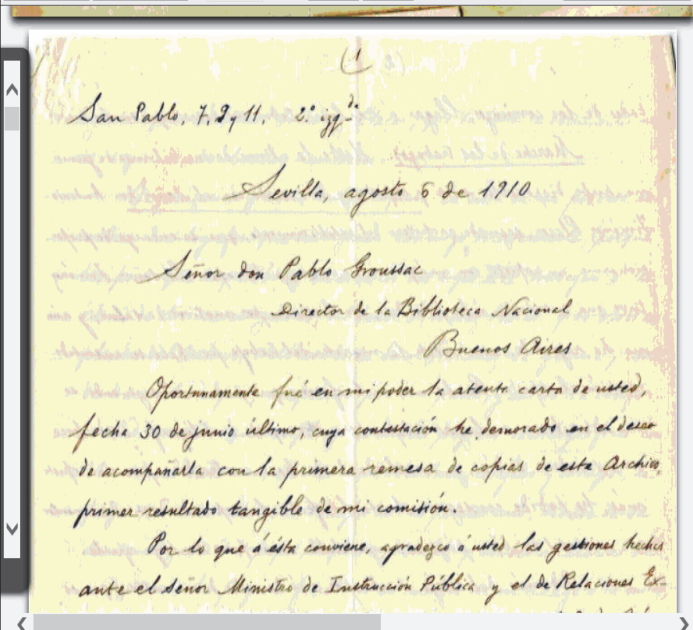 (1
San Pablo, 7, 9 y 11, 2º izqda
Sevilla, agosto 6 de 1910
Señor don Pablo Groussac
Director de la Biblioteca Nacional
Buenos Aires
Oportunamente fué en mi poder la atenta carta de usted,
fecha 30 de junio último, cuya contestación he demorado en el deseo
de acompañarla con la primera remesa de copias de este Archivo,
primer resultado tangible de mi comisión.
Por lo que á ésta conviene, agradezco á usted las gestiones hechas
ante el señor Ministro de Instrucción Pública y el de Relaciones Ex-